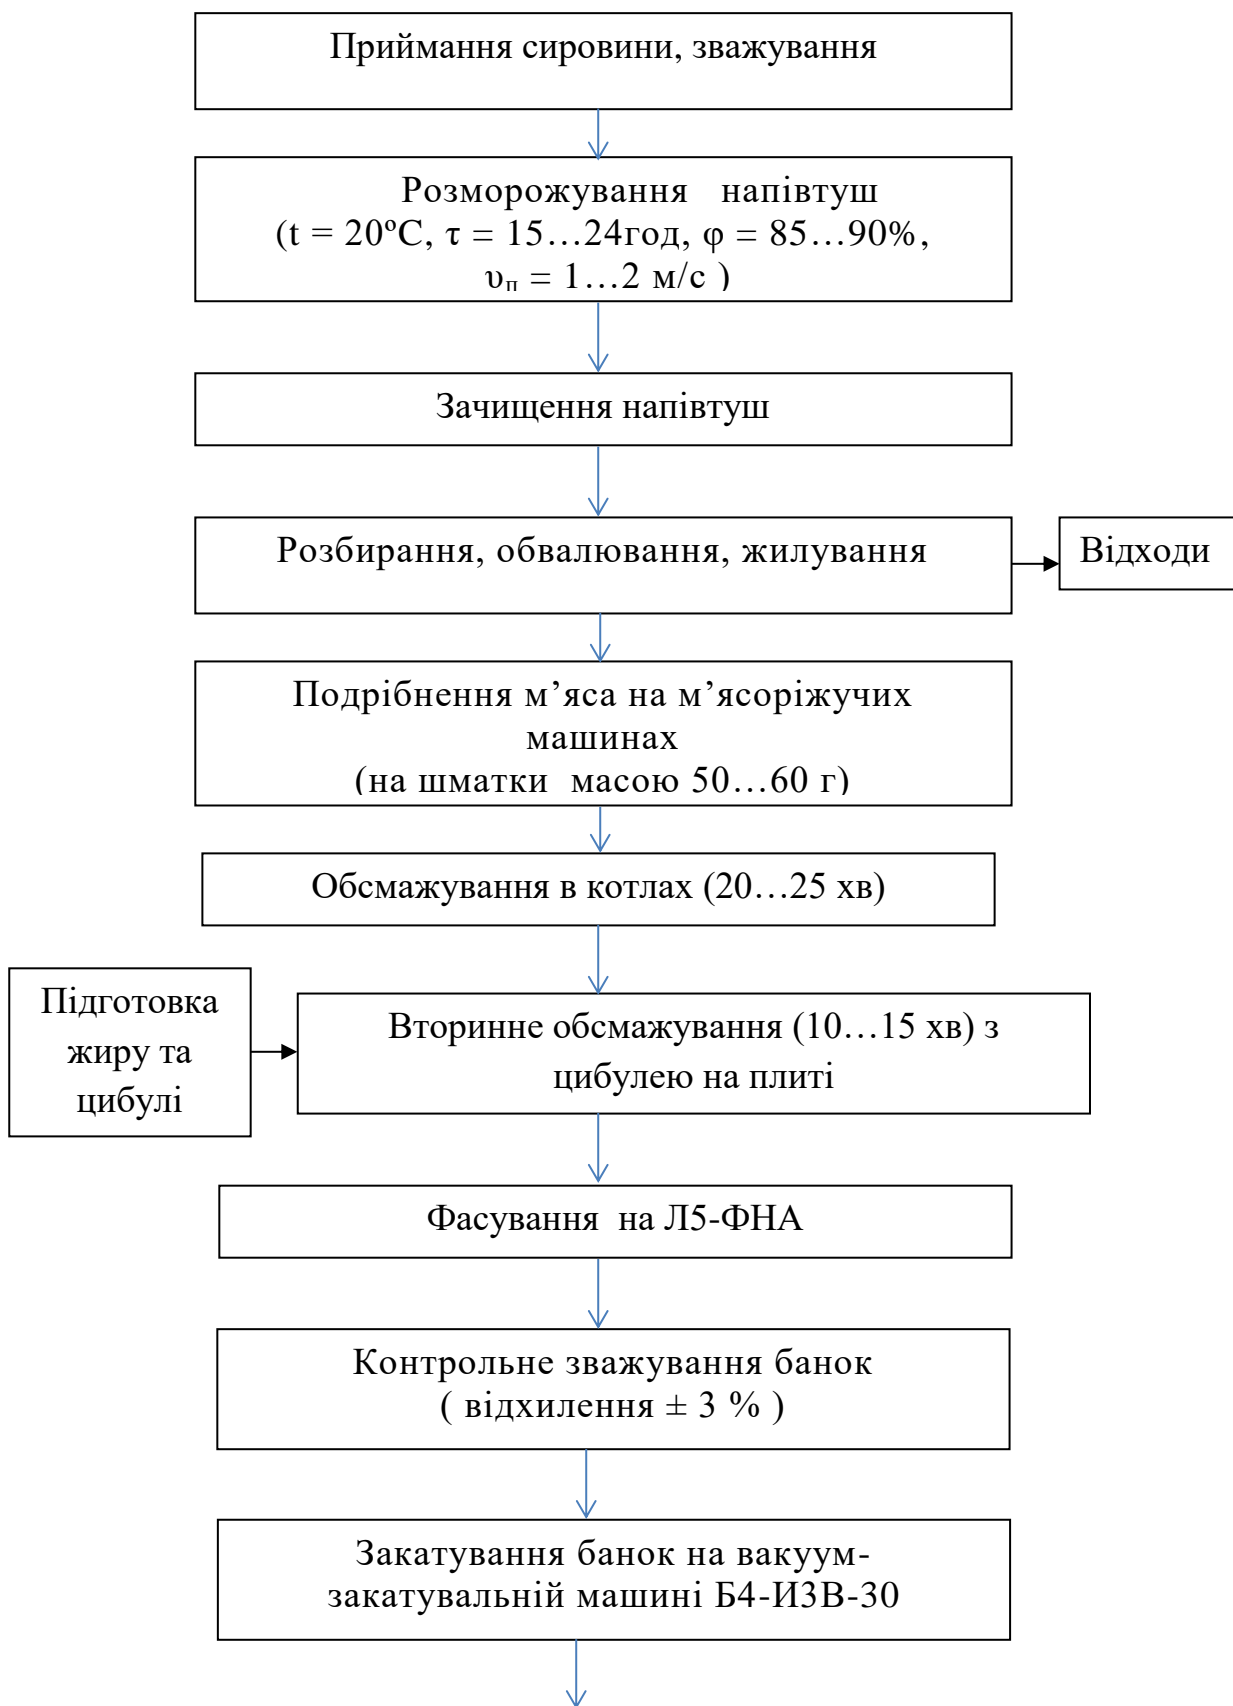 Приймання сировини, зважування
Розморожування напівтуш
(t = 20ºС, τ = 15…24год, φ = 85…90%,
υп = 1…2 м/с )
Зачищення напівтуш
Розбирання, обвалювання, жилування
Відходи
Подрібнення м’яса на м’ясоріжучих
машинах
(на шматки масою 50…60 г)
Обсмажування в котлах (20…25 хв)
Підготовка
жиру та
цибулі
Вторинне обсмажування (10…15 хв) з
цибулею на плиті
Фасування на Л5-ФНА
Контрольне зважування банок
( відхилення ± 3 % )
Закатування банок на вакуум-
закатувальній машині Б4-ИЗВ-30